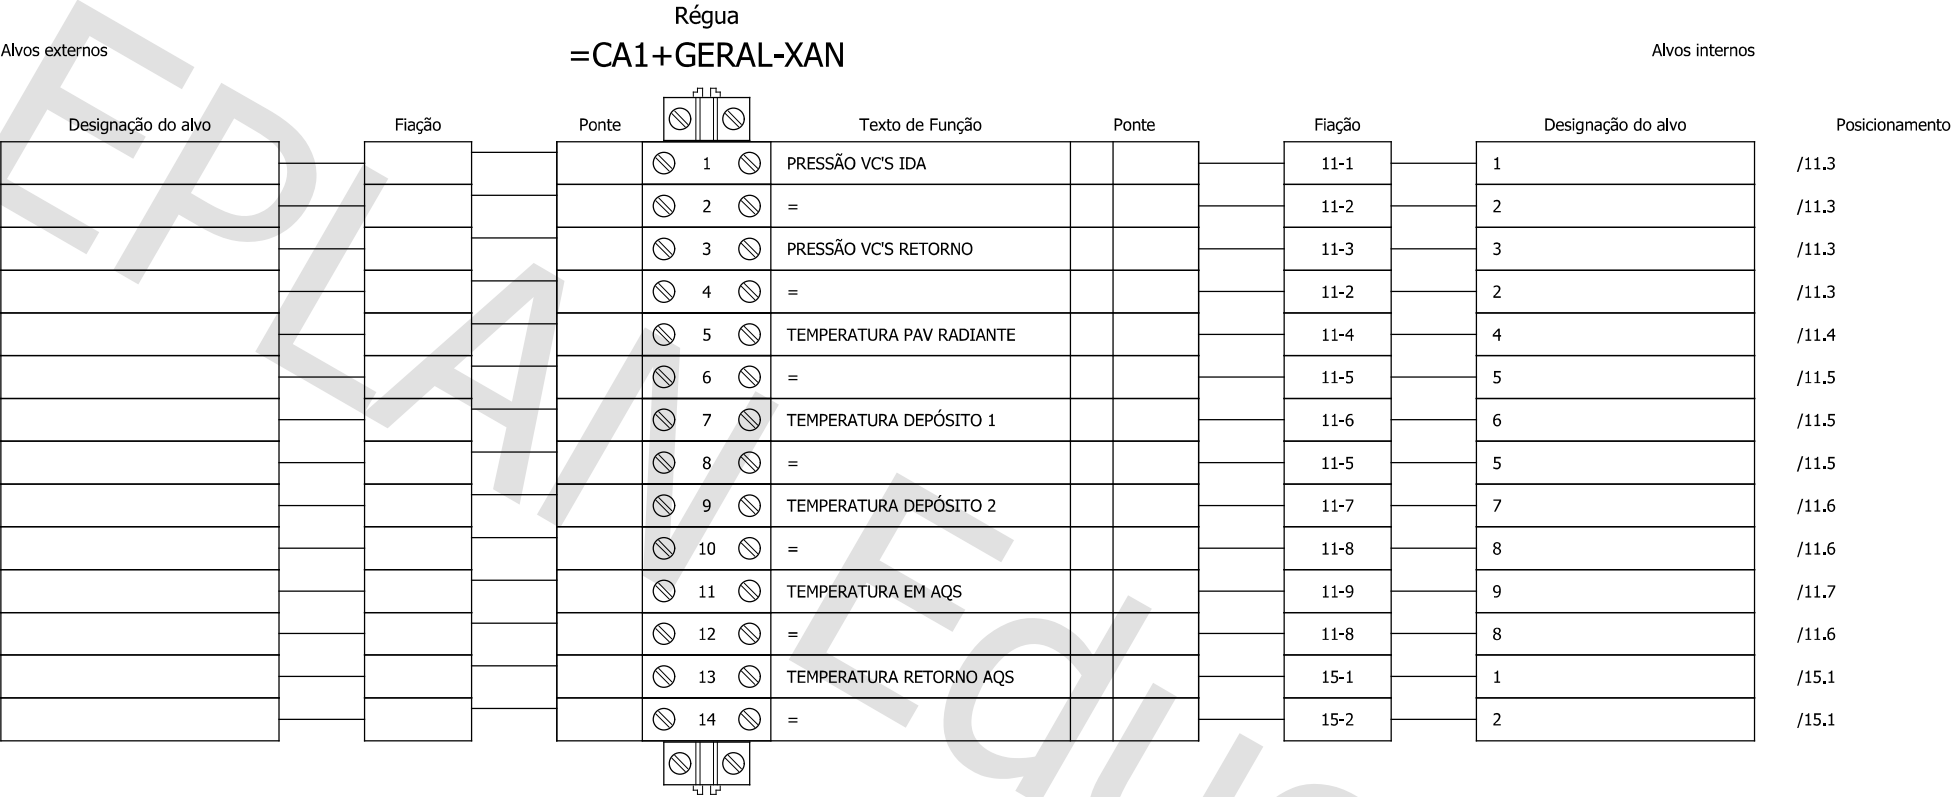 Régua
Alvos externos =CA1+GERAL-XAN Alvos internos
Designação do alvo Fiação Ponte Texto de Função Ponte Fiação Designação do alvo Posicionamento
1 PRESSÃO VC'S IDA 11-1 1 /11.3
2 = 11-2 2 /11.3
3 PRESSÃO VC'S RETORNO 11-3 3 /11.3
4 = 11-2 2 /11.3
5 TEMPERATURA PAV RADIANTE 11-4 4 /11.4
6 = 11-5 5 /11.5
7 TEMPERATURA DEPÓSITO 1 11-6 6 /11.5
8 = 11-5 5 /11.5
9 TEMPERATURA DEPÓSITO 2 11-7 7 /11.6
10 = 11-8 8 /11.6
11 TEMPERATURA EM AQS 11-9 9 /11.7
12 = 11-8 8 /11.6
13 TEMPERATURA RETORNO AQS 15-1 1 /15.1
14 = 15-2 2 /15.1
EPLAN Edu